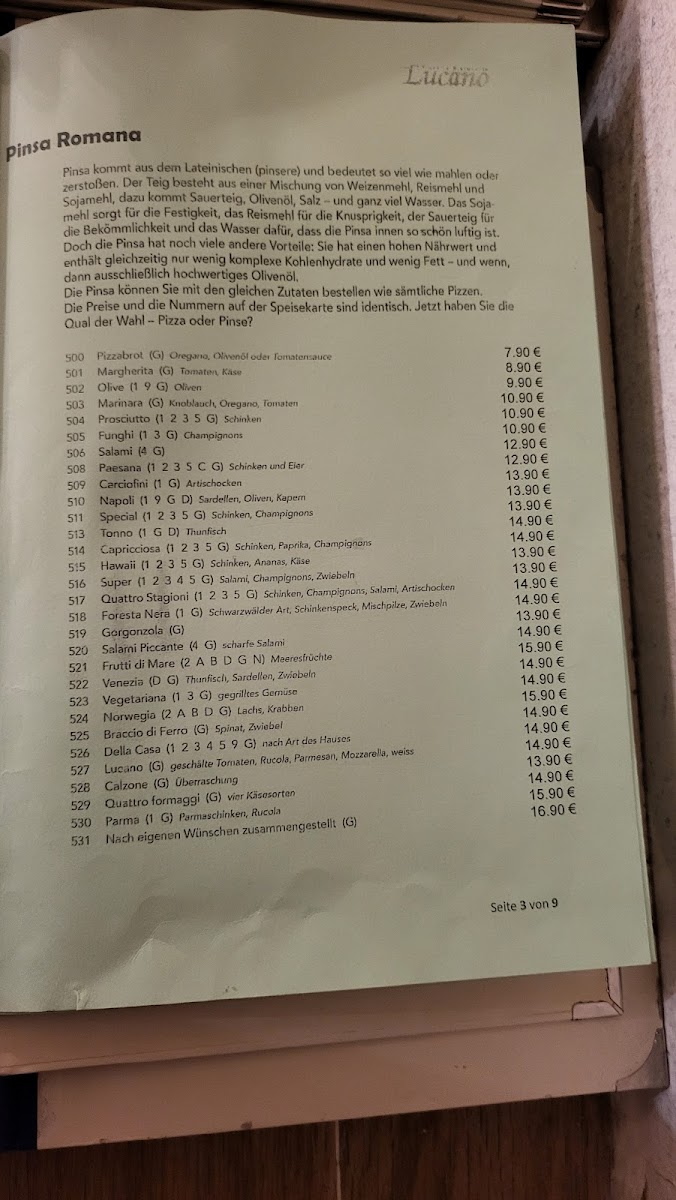 Lucano
Pinsa Romana
Pinsa kommt aus dem Lateinischen (pinsere) und bedeutet so viel wie mahlen oder
zerstoßen. Der Teig besteht aus einer Mischung von Weizenmehl, Reismehl und
Sojamehl, dazu kommt Sauerteig, Olivenöl, Salz – und ganz viel Wasser. Das Soja-
mehl sorgt für die Festigkeit, das Reismehl für die Knusprigkeit, der Sauerteig für
die Bekömmlichkeit und das Wasser dafür, dass die Pinsa innen so schön luftig ist.
Doch die Pinsa hat noch viele andere Vorteile: Sie hat einen hohen Nährwert und
enthält gleichzeitig nur wenig komplexe Kohlenhydrate und wenig Fett – und wenn,
dann ausschließlich hochwertiges Olivenöl.
Die Pinsa können Sie mit den gleichen Zutaten bestellen wie sämtliche Pizzen.
Die Preise und die Nummern auf der Speisekarte sind identisch. Jetzt haben Sie die
Qual der Wahl – Pizza oder Pinse?
500 Pizzabrot (G) Oregano, Olivenöl oder Tomatensauce 7.90 €
501 Margherita (G) Tomaten, Käse 8.90 €
502 Olive (1 9 G) Oliven 9.90 €
503 Marinara (G) Knoblauch, Oregano, Tomaten 10.90 €
504 Prosciutto (1 2 3 5 G) Schinken 10.90 €
505 Funghi (1 3 G) Champignons 10.90 €
506 Salami (4 G) 12.90 €
508 Paesana (1 2 3 5 C G) Schinken und Eier 12.90 €
509 Carciofini (1 G) Artischocken 13.90 €
510 Napoli (1 9 G D) Sardellen, Oliven, Kapern 13.90 €
511 Special (1 2 3 5 G) Schinken, Champignons 13.90 €
513 Tonno (1 G D) Thunfisch 14.90 €
514 Capricciosa (1 2 3 5 G) Schinken, Paprika, Champignons 14.90 €
515 Hawaii (1 2 3 5 G) Schinken, Ananas, Käse 13.90 €
516 Super (1 2 3 4 5 G) Salami, Champignons, Zwiebeln 13.90 €
517 Quattro Stagioni (1 2 3 5 G) Schinken, Champignons, Salami, Artischocken 14.90 €
518 Foresta Nera (1 G) Schwarzwälder Art, Schinkenspeck, Mischpilze, Zwiebeln 14.90 €
519 Gorgonzola (G) 13.90 €
520 Salami Piccante (4 G) scharfe Salami 14.90 €
521 Frutti di Mare (2 A B D G N) Meeresfrüchte 15.90 €
522 Venezia (D G) Thunfisch, Sardellen, Zwiebeln 14.90 €
523 Vegetariana (1 3 G) gegrilltes Gemüse 14.90 €
524 Norwegia (2 A B D G) Lachs, Krabben 15.90 €
525 Braccio di Ferro (G) Spinat, Zwiebel 14.90 €
526 Della Casa (1 2 3 4 5 9 G) nach Art des Hauses 14.90 €
527 Lucano (G) geschälte Tomaten, Rucola, Parmesan, Mozzarella, weiss 14.90 €
528 Calzone (G) Überraschung 13.90 €
529 Quattro formaggi (G) vier Käsesorten 14.90 €
530 Parma (1 G) Parmaschinken, Rucola 15.90 €
531 Nach eigenen Wünschen zusammengestellt (G) 16.90 €
Seite 3 von 9